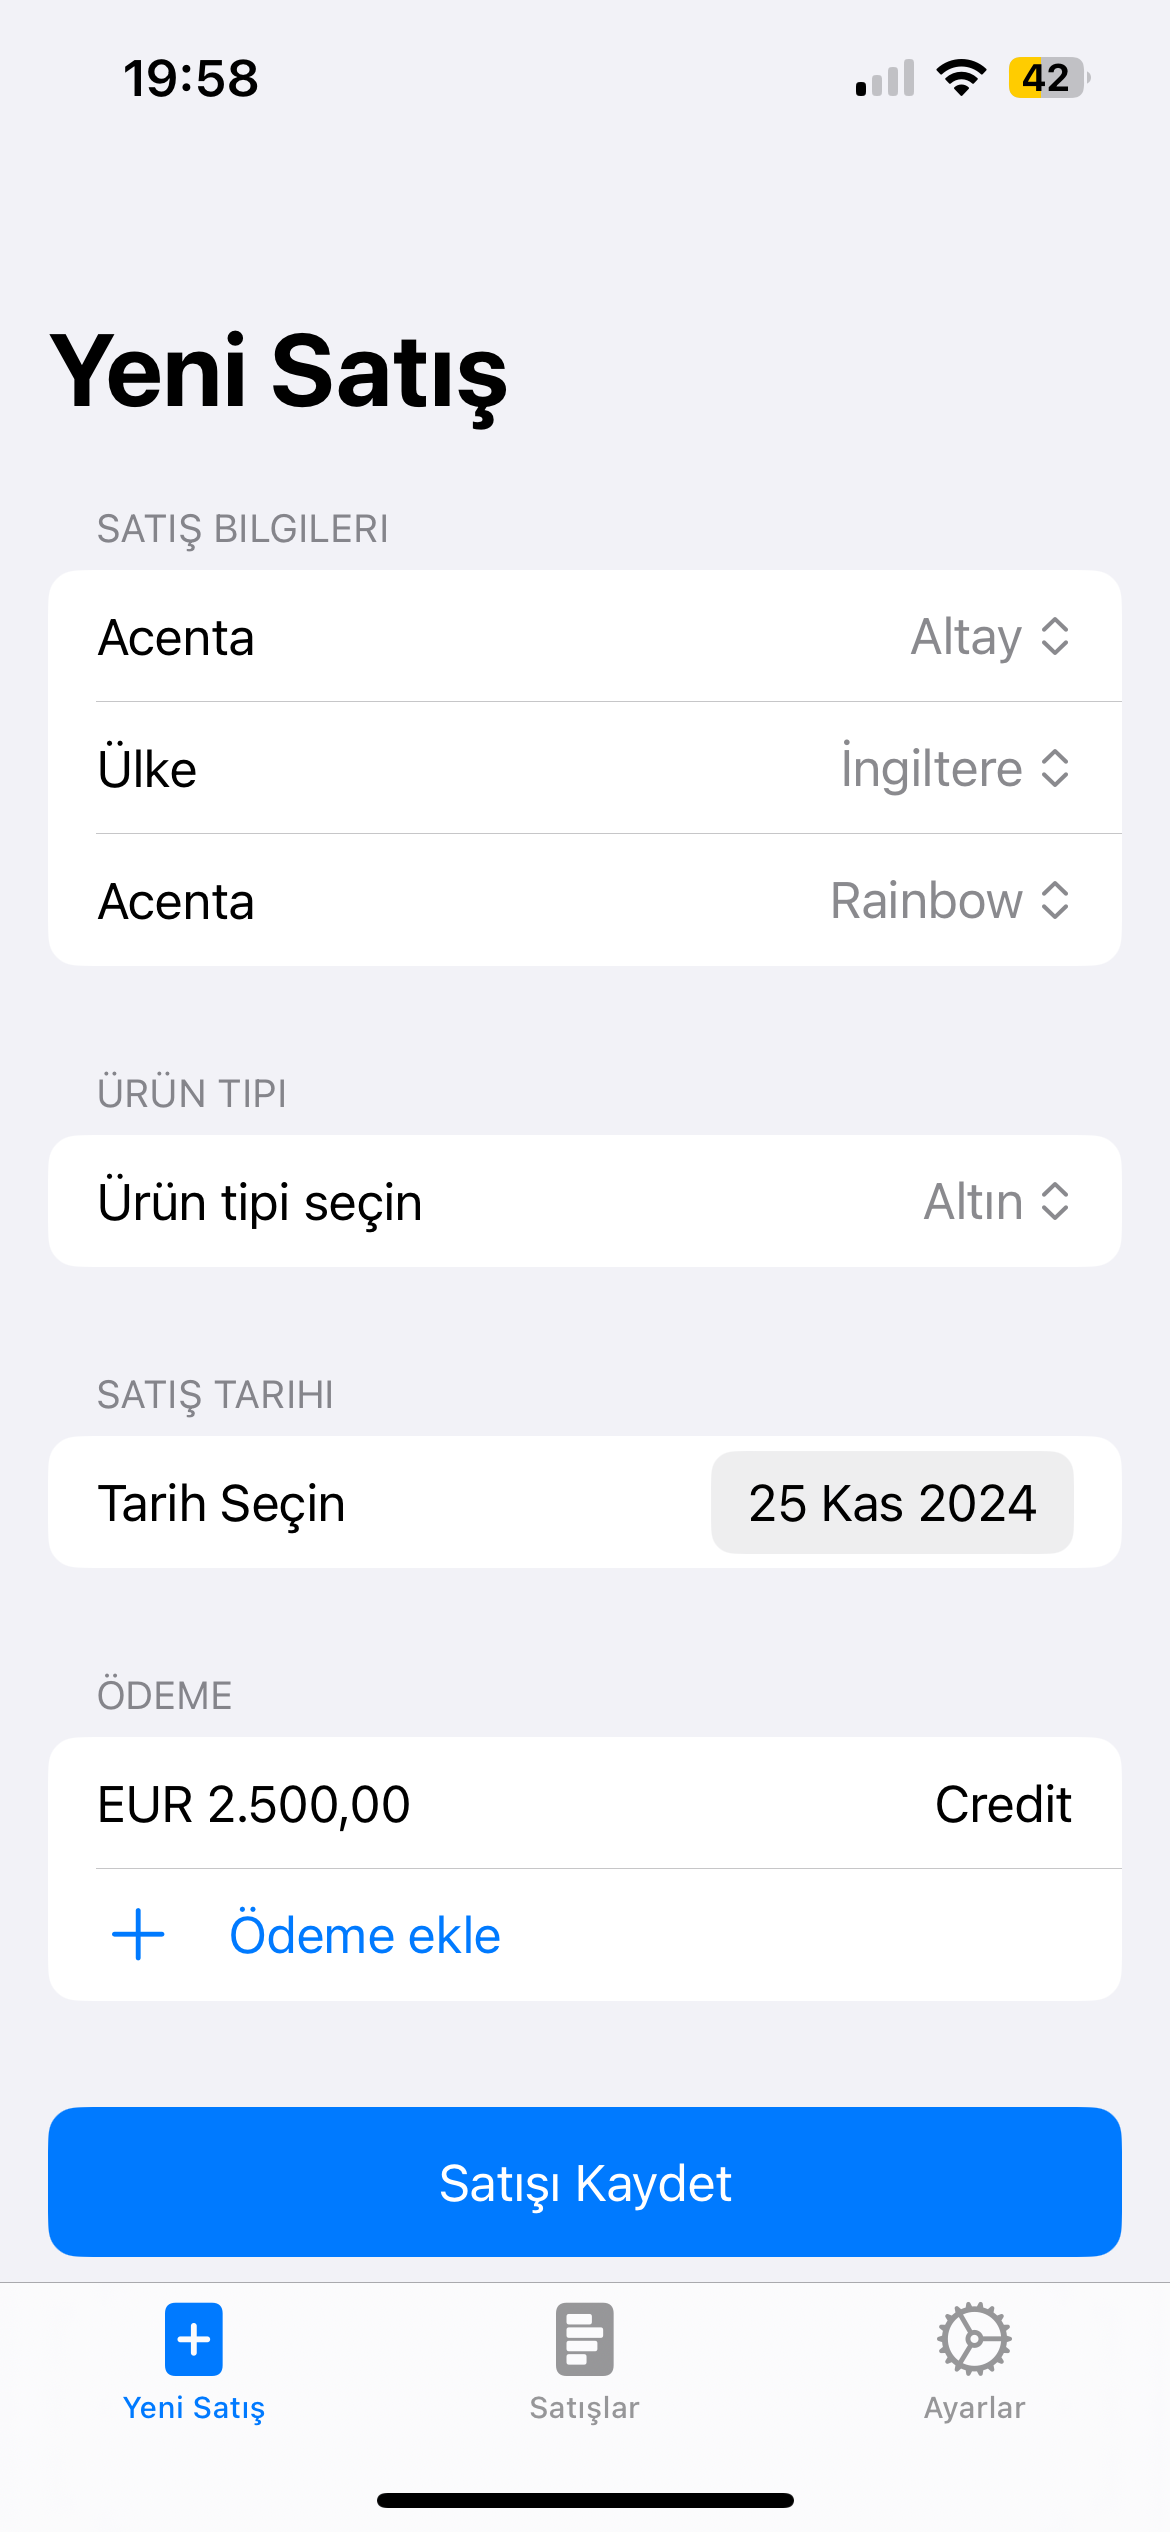 19:58
42
Yeni Satış
SATIŞ BILGILERI
Acenta Altay
Ülke İngiltere
Acenta Rainbow
ÜRÜN TIPI
Ürün tipi seçin Altın
SATIŞ TARIHI
Tarih Seçin 25 Kas 2024
ÖDEME
EUR 2.500,00 Credit
Ödeme ekle
Satışı Kaydet
Yeni Satış Satışlar Ayarlar